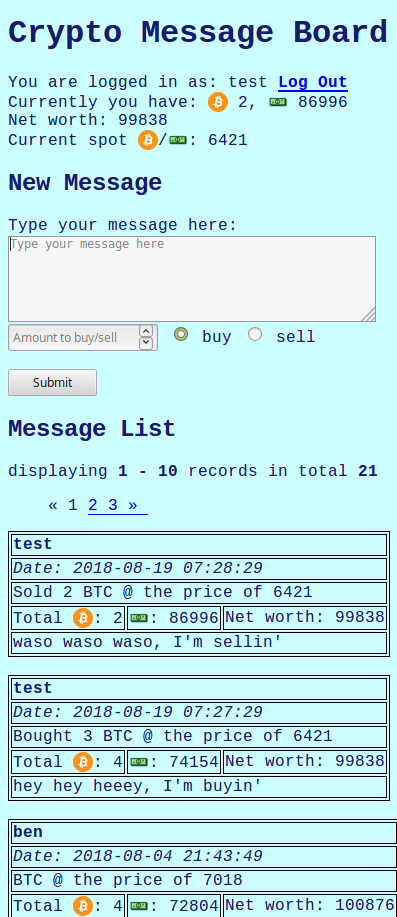 Crypto Message Board
You are logged in as: test Log Out
Currently you have: 2, 86996
Net worth: 99838
Current spot /: 6421
New Message
Type your message here:
Type your message here
Amount to buy/sell buy sell
Submit
Message List
displaying 1 - 10 records in total 21
« 1 2 3 »
test
Date: 2018-08-19 07:28:29
Sold 2 BTC @ the price of 6421
Total : 2 : 86996 Net worth: 99838
waso waso waso, I'm sellin'
test
Date: 2018-08-19 07:27:29
Bought 3 BTC @ the price of 6421
Total : 4 : 74154 Net worth: 99838
hey hey heeey, I'm buyin'
ben
Date: 2018-08-04 21:43:49
BTC @ the price of 7018
Total : 4 : 72804 Net worth: 100876